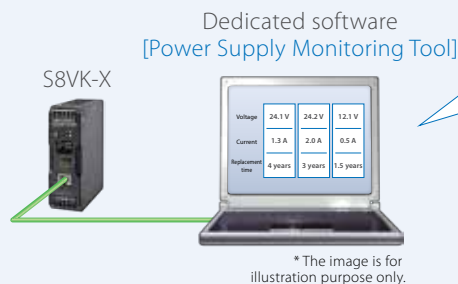 Dedicated software
[Power Supply Monitoring Tool]
S8VK-X
Voltage 24.1 V 24.2 V 12.1 V
Current 1.3 A 2.0 A 0.5 A
Replacement
time 4 years 3 years 1.5 years
* The image is for
illustration purpose only.